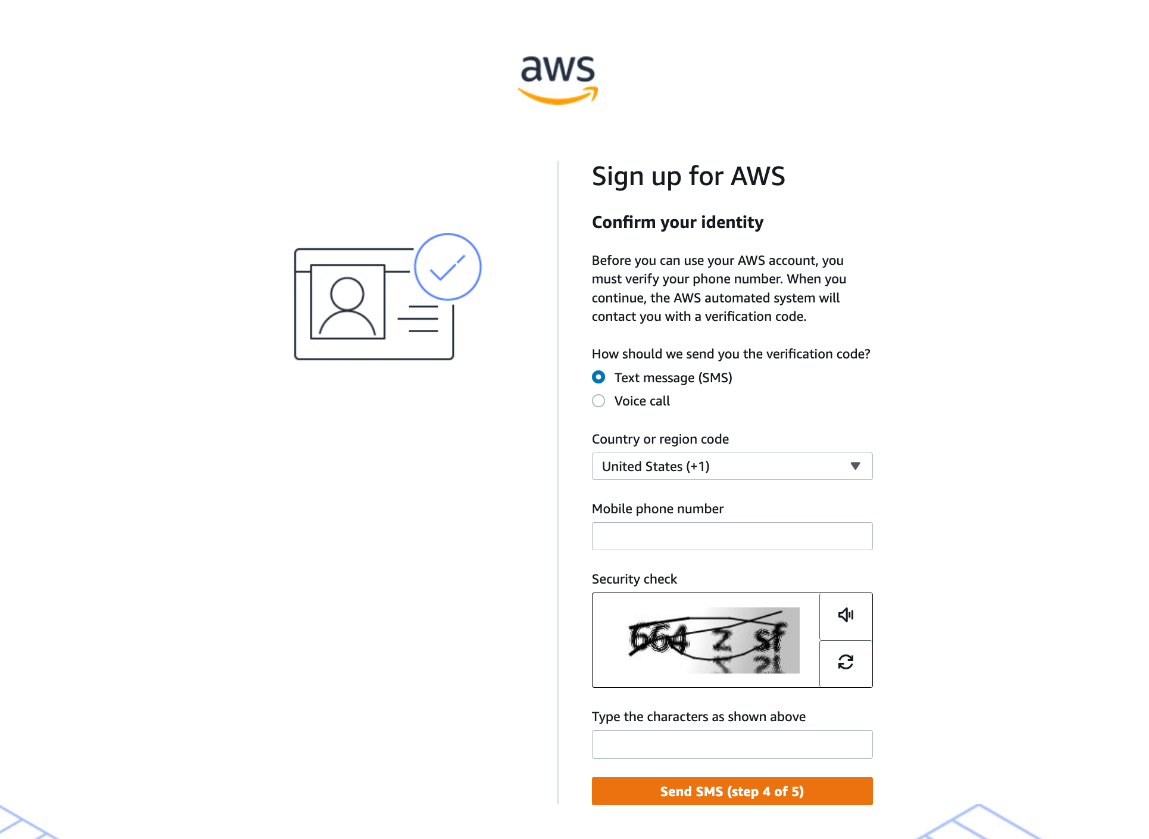 aws
Sign up for AWS
Confirm your identity
Before you can use your AWS account, you
must verify your phone number. When you
continue, the AWS automated system will
contact you with a verification code.
How should we send you the verification code?
Text message (SMS)
Voice call
Country or region code
United States (+1)
Mobile phone number
Security check
Type the characters as shown above
Send SMS (step 4 of 5)